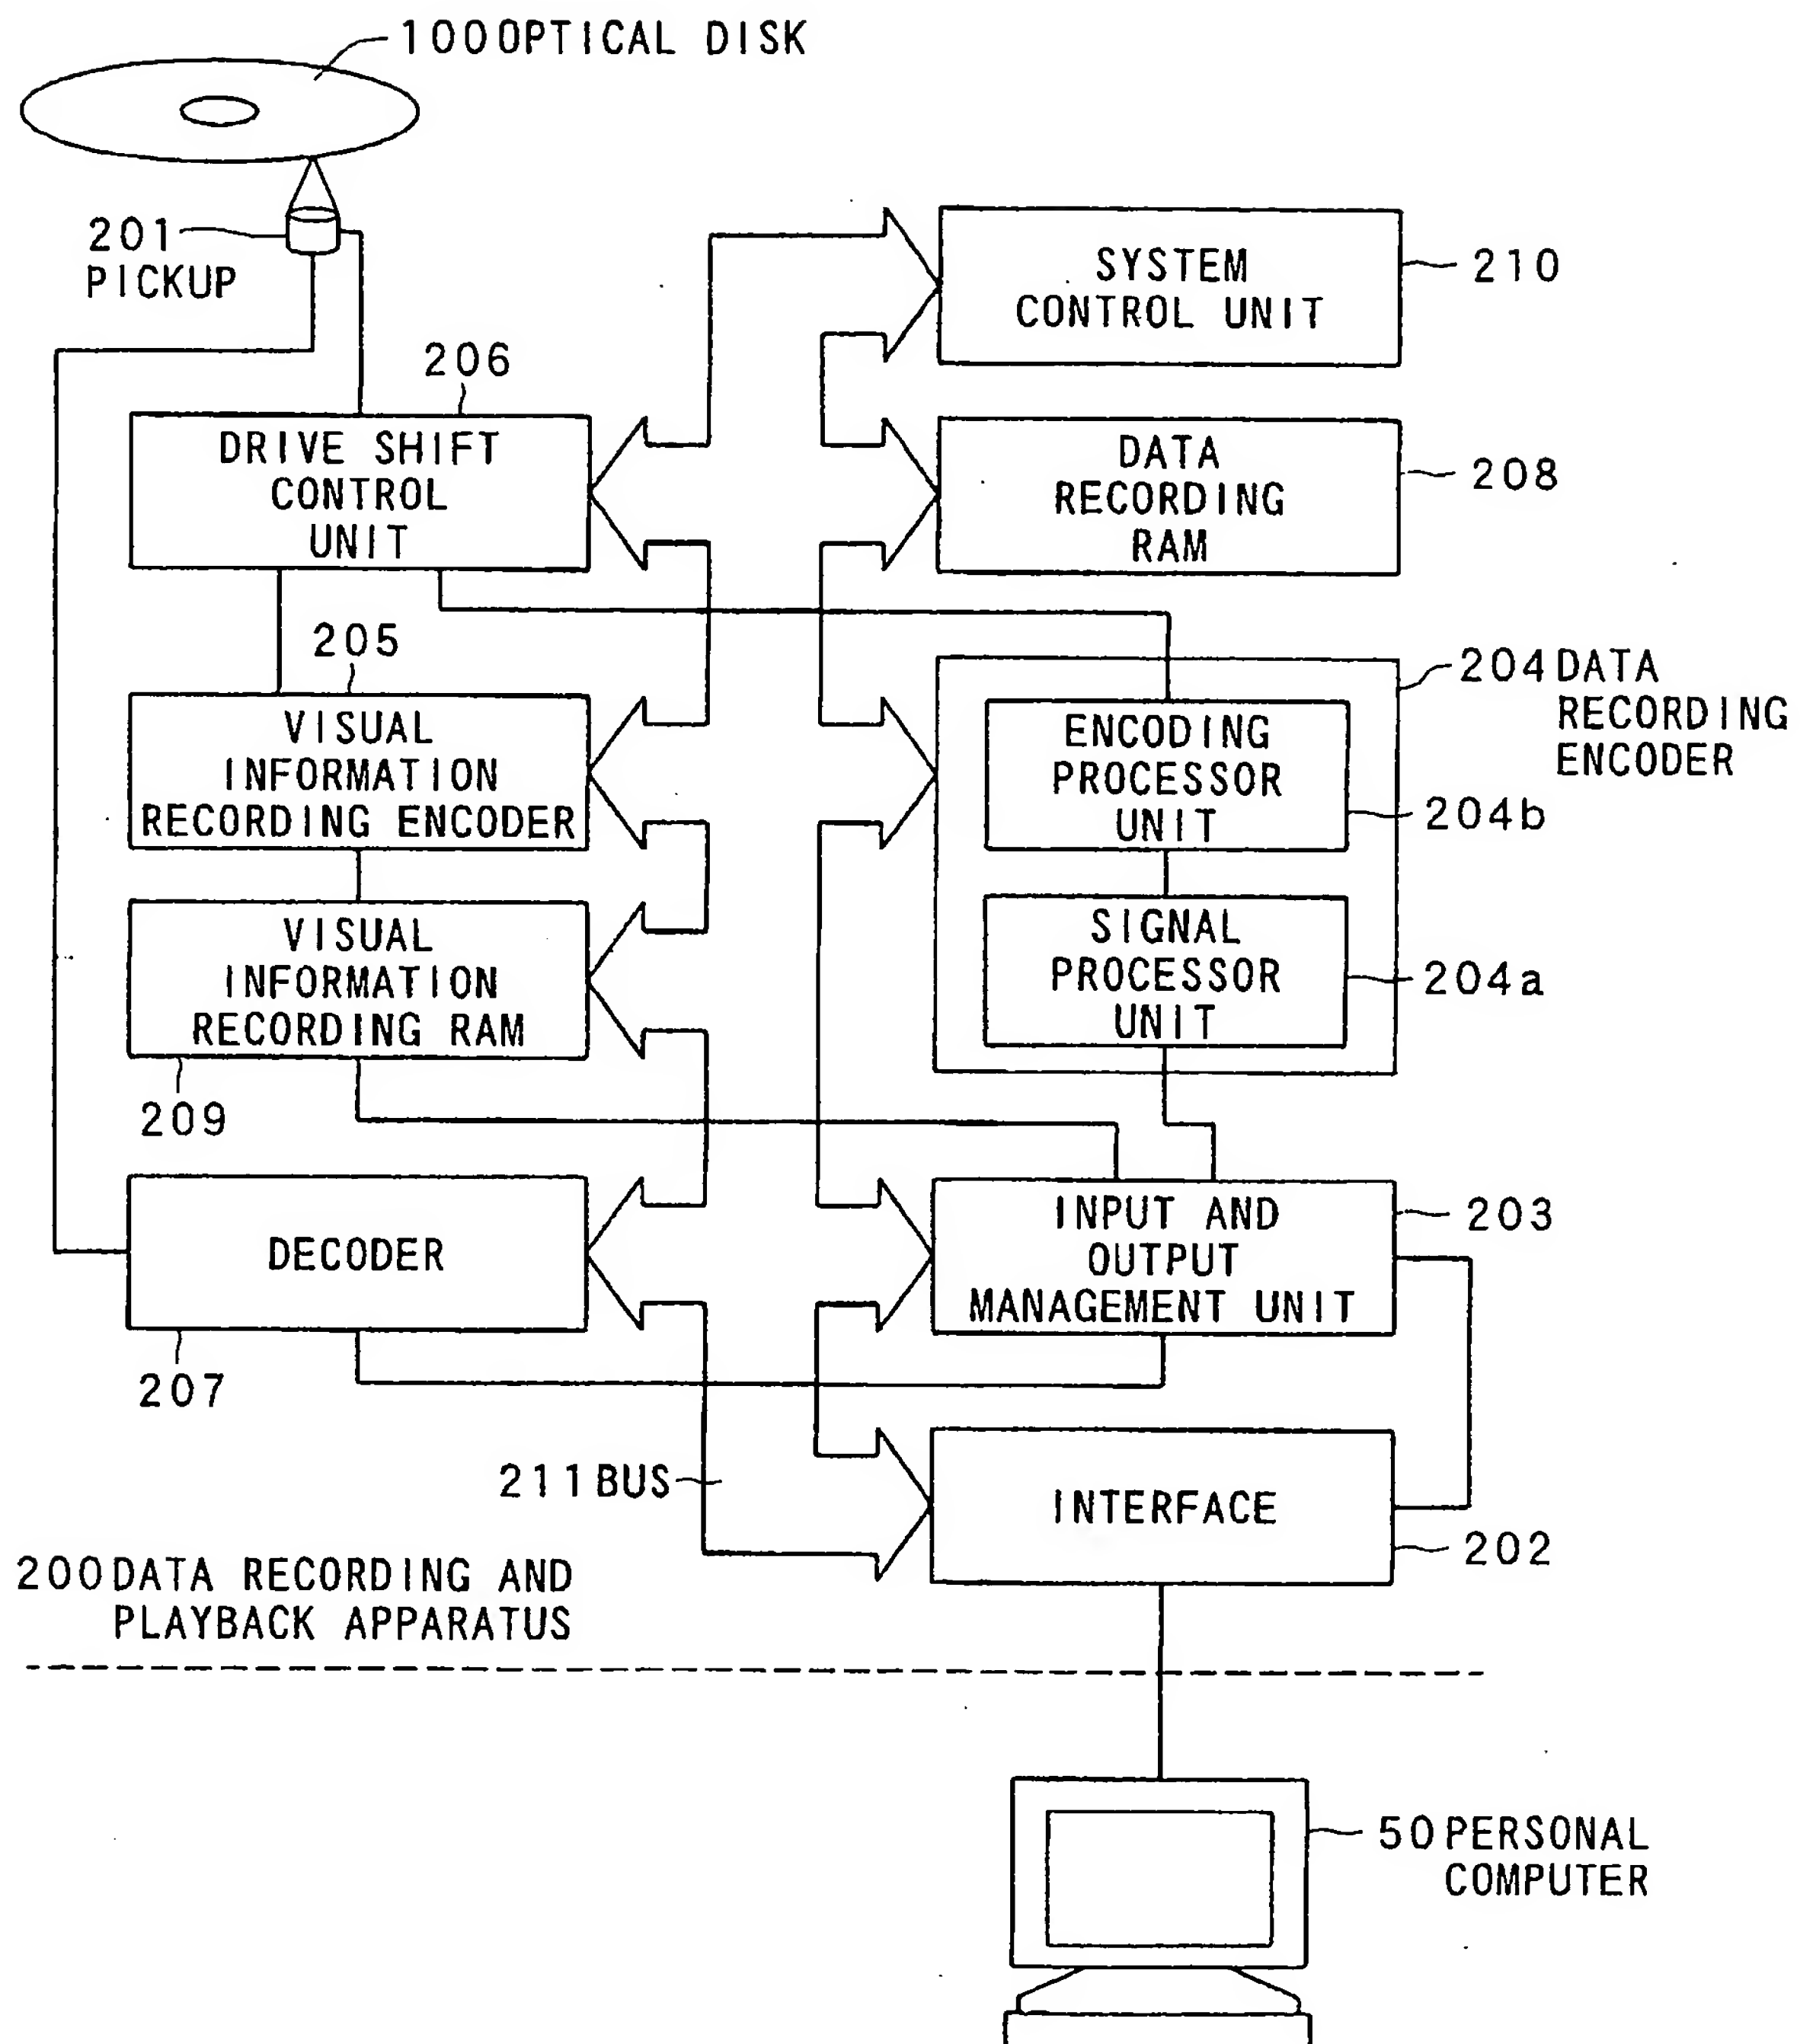 100 OPTICAL DISK
201
PICKUP
SYSTEM
CONTROL UNIT
210
206
DRIVE SHIFT
CONTROL
UNIT
DATA
RECORDING
RAM
208
205
VISUAL
INFORMATION
RECORDING ENCODER
204 DATA
RECORDING
ENCODER
ENCODING
PROCESSOR
UNIT
204b
VISUAL
INFORMATION
RECORDING RAM
209
SIGNAL
PROCESSOR
UNIT
204a
DECODER
207
INPUT AND
OUTPUT
MANAGEMENT UNIT
203
211 BUS
INTERFACE
202
200 DATA RECORDING AND
PLAYBACK APPARATUS
50 PERSONAL
COMPUTER